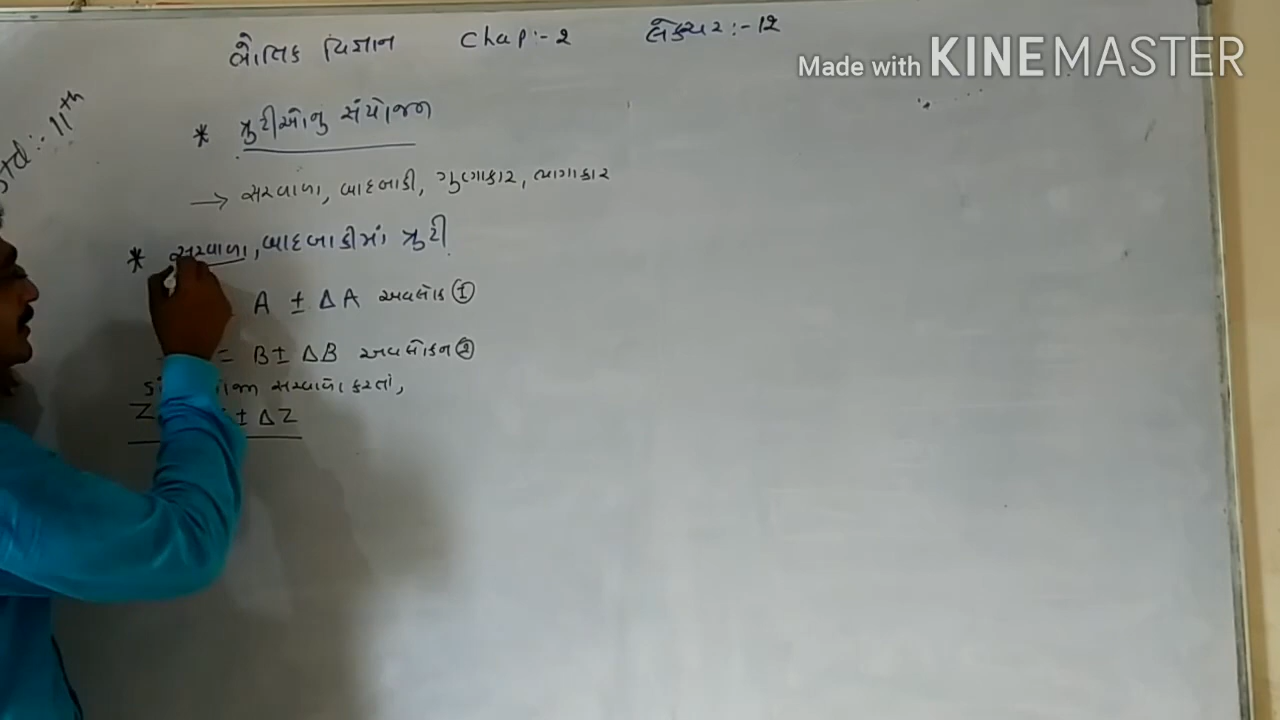 ભૌતિક વિજ્ઞાન Chap:-2 લેક્ચર:-12
Made with KINEMASTER
Std:-11th
* ત્રુટીઓનુ સંયોજન
→ સરવાળા, બાદબાકી, ગુણાકાર, ભાગાકાર
* સરવાળા, બાદબાકીમાં ત્રુટી
A ± ΔA અવલોકન ①
= B ± ΔB અવલોકન ②
સરવાળા કરતાં,
Z ± ΔZ